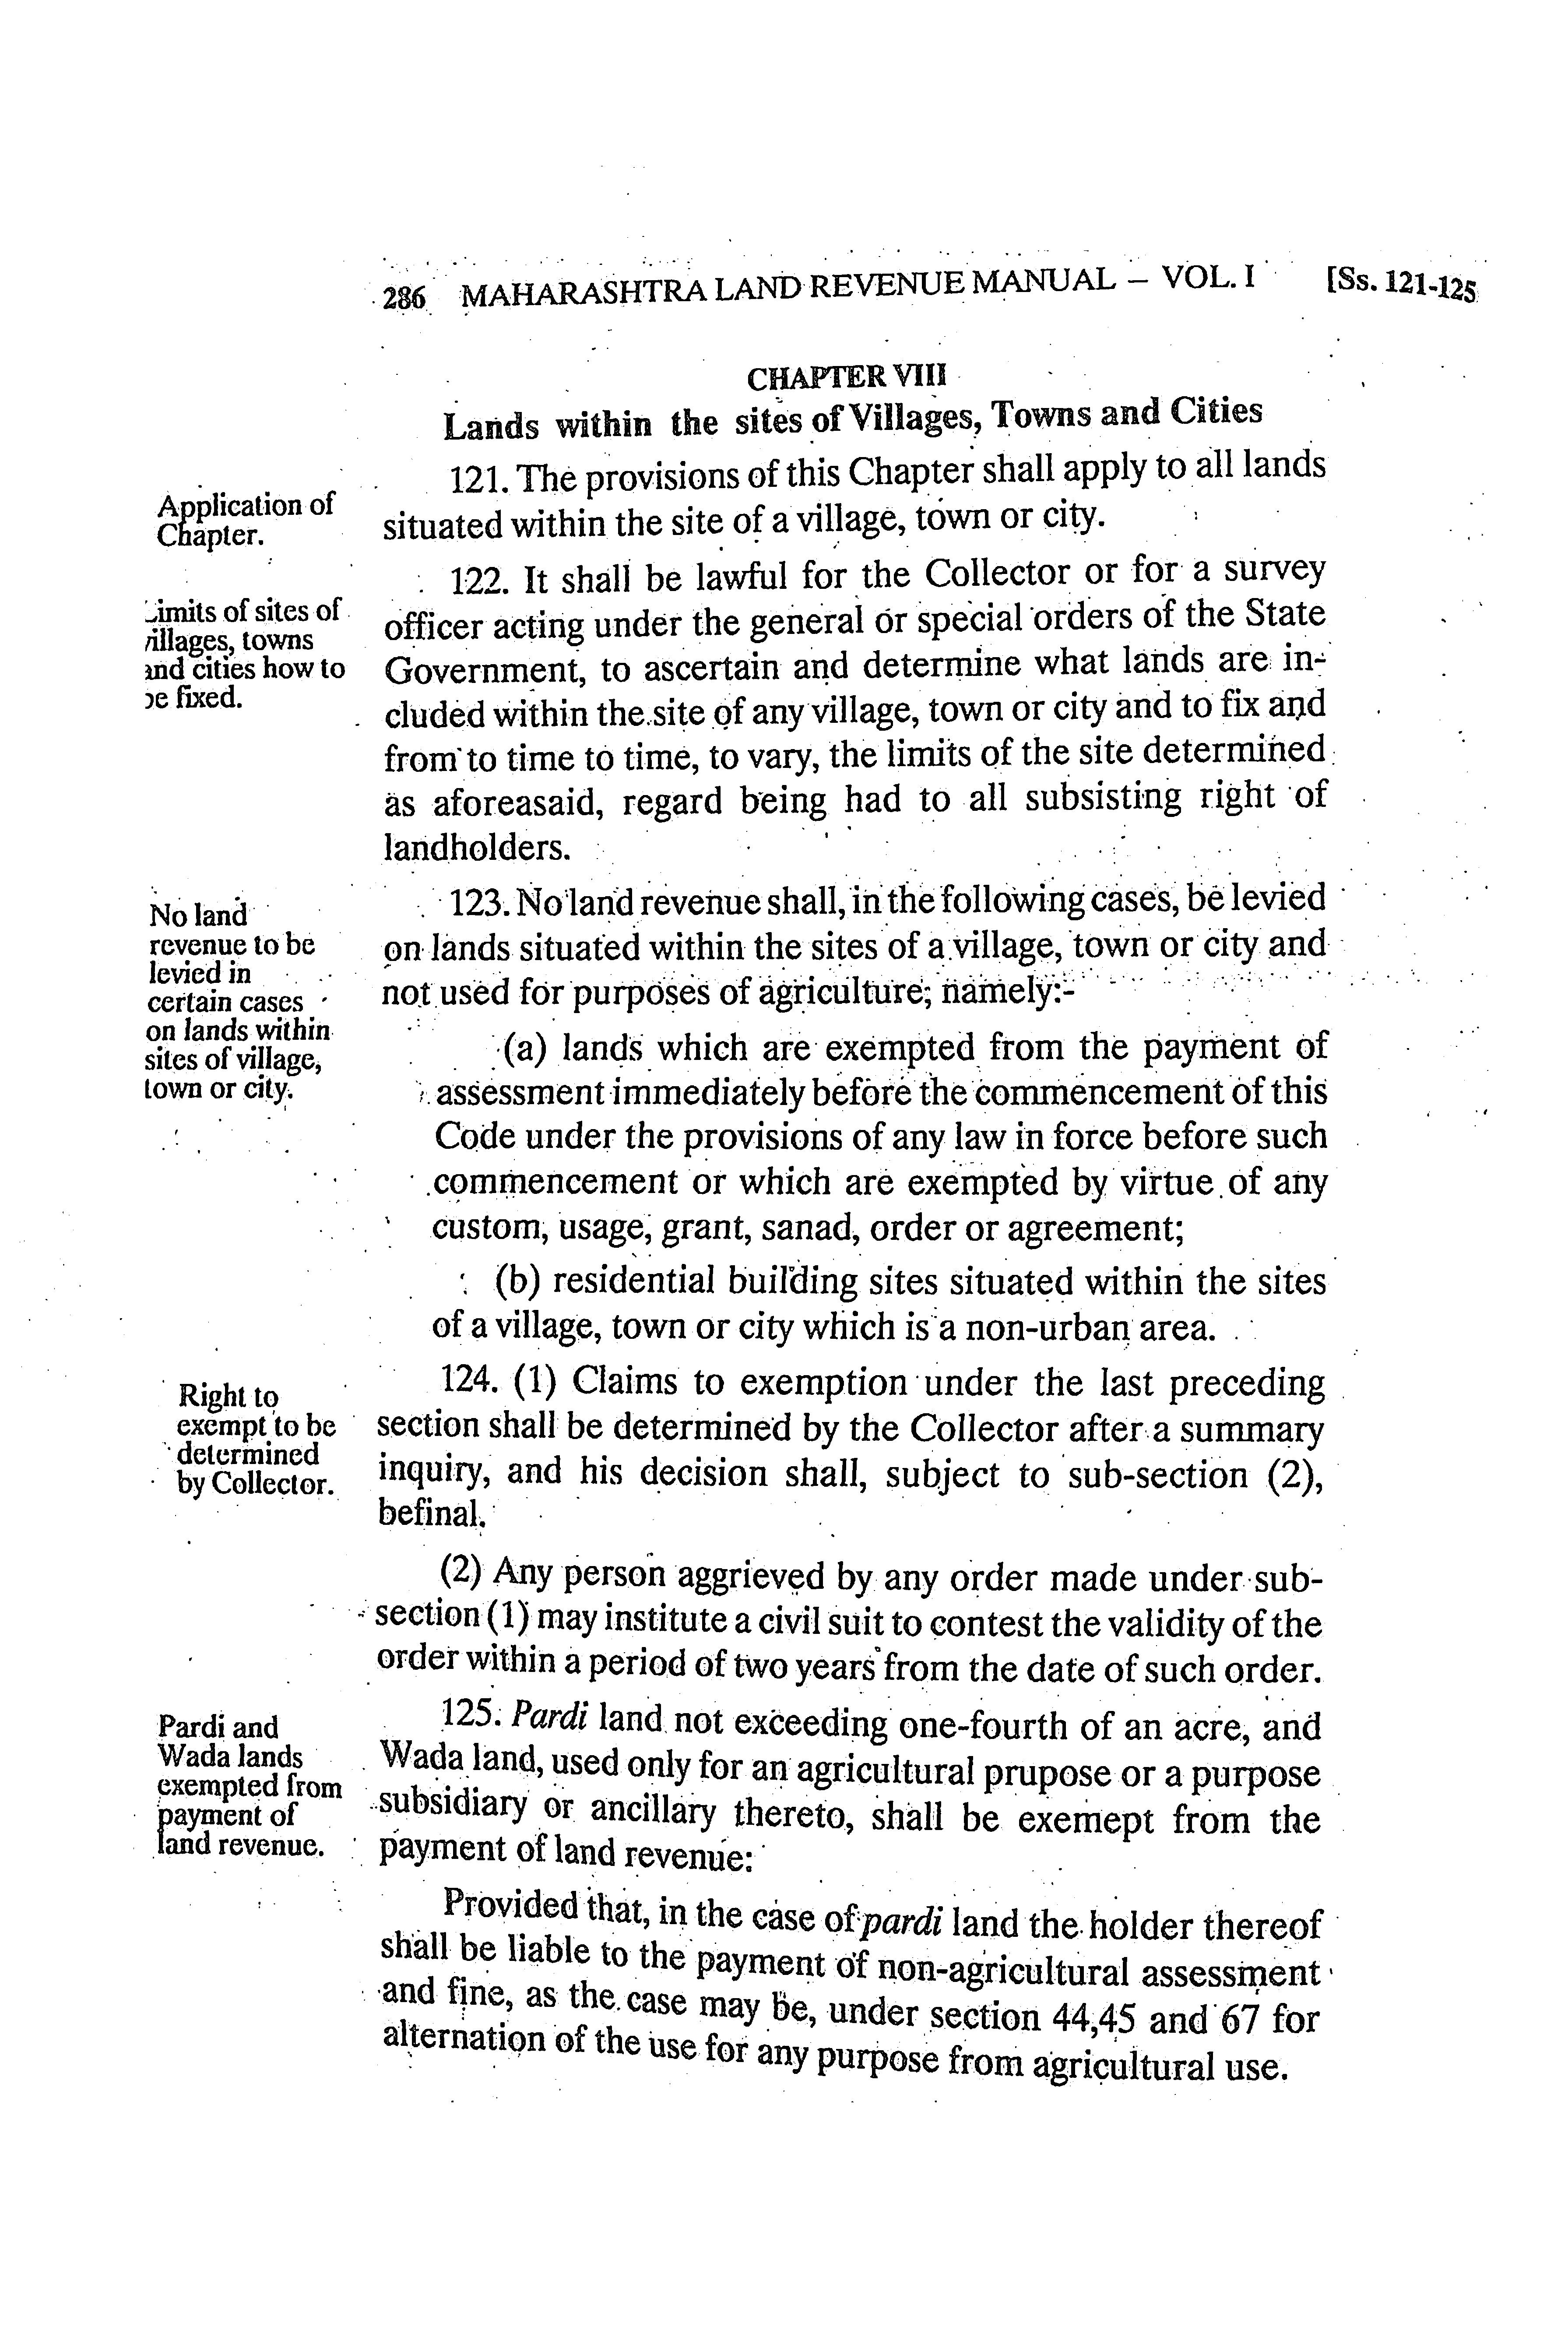 286 MAHARASHTRA LAND REVENUE MANUAL – VOL. I [Ss. 121-125
CHAPTER VIII
Lands within the sites of Villages, Towns and Cities
Application of
Chapter.
121. The provisions of this Chapter shall apply to all lands
situated within the site of a village, town or city.
Limits of sites of
villages, towns
and cities how to
be fixed.
122. It shall be lawful for the Collector or for a survey
officer acting under the general or special orders of the State
Government, to ascertain and determine what lands are in-
cluded within the site of any village, town or city and to fix and
from to time to time, to vary, the limits of the site determined
as aforeasaid, regard being had to all subsisting right of
landholders.
No land
revenue to be
levied in
certain cases
on lands within
sites of village,
town or city.
123. No land revenue shall, in the following cases, be levied
on lands situated within the sites of a village, town or city and
not used for purposes of agriculture; namely:-
(a) lands which are exempted from the payment of
assessment immediately before the commencement of this
Code under the provisions of any law in force before such
commencement or which are exempted by virtue of any
custom, usage, grant, sanad, order or agreement;
(b) residential building sites situated within the sites
of a village, town or city which is a non-urban area.
Right to
exempt to be
determined
by Collector.
124. (1) Claims to exemption under the last preceding
section shall be determined by the Collector after a summary
inquiry, and his decision shall, subject to sub-section (2),
befinal.
(2) Any person aggrieved by any order made under sub-
section (1) may institute a civil suit to contest the validity of the
order within a period of two years from the date of such order.
Pardi and
Wada lands
exempted from
payment of
land revenue.
125. Pardi land not exceeding one-fourth of an acre, and
Wada land, used only for an agricultural prupose or a purpose
subsidiary or ancillary thereto, shall be exemept from the
payment of land revenue:
Provided that, in the case of pardi land the holder thereof
shall be liable to the payment of non-agricultural assessment
and fine, as the case may be, under section 44,45 and 67 for
alternation of the use for any purpose from agricultural use.